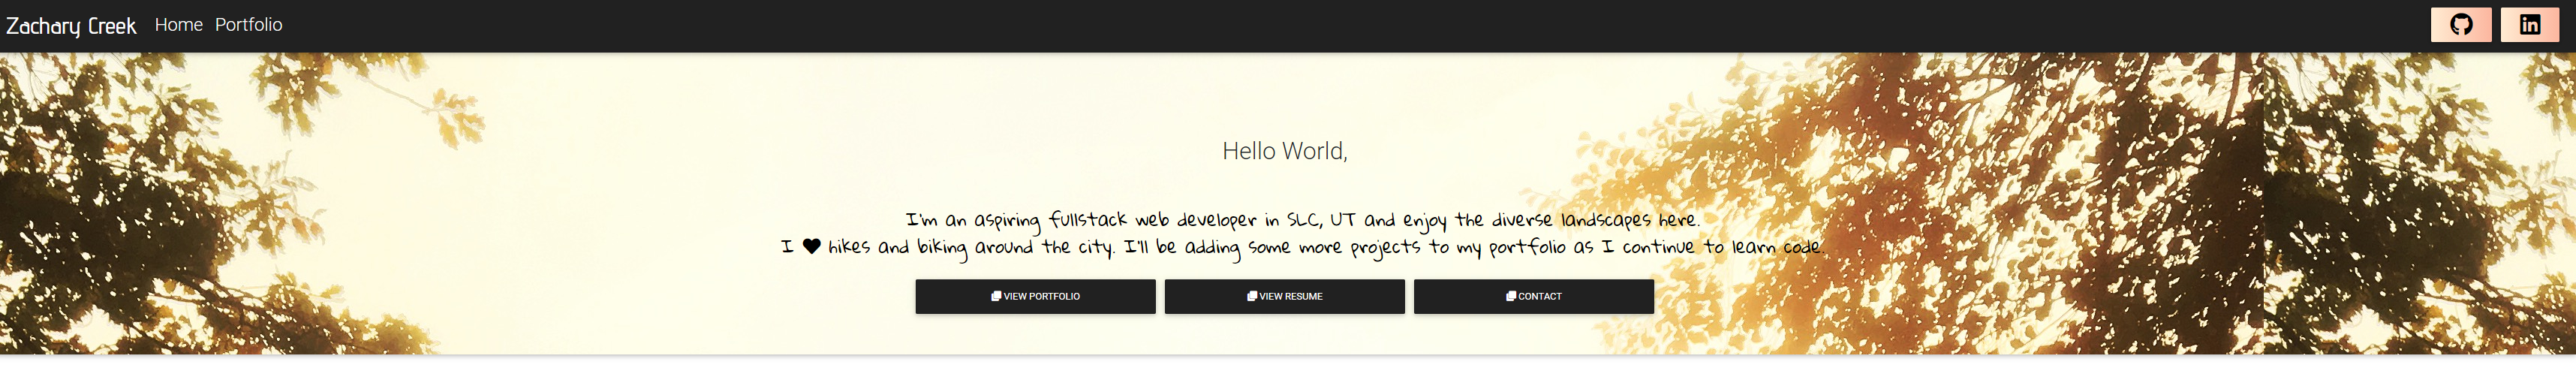 Zachary Creek Home Portfolio
Hello World,
I'm an aspiring fullstack web developer in SLC, UT and enjoy the diverse landscapes here.
I ♥ hikes and biking around the city. I'll be adding some more projects to my portfolio as I continue to learn code.
VIEW PORTFOLIO VIEW RESUME CONTACT